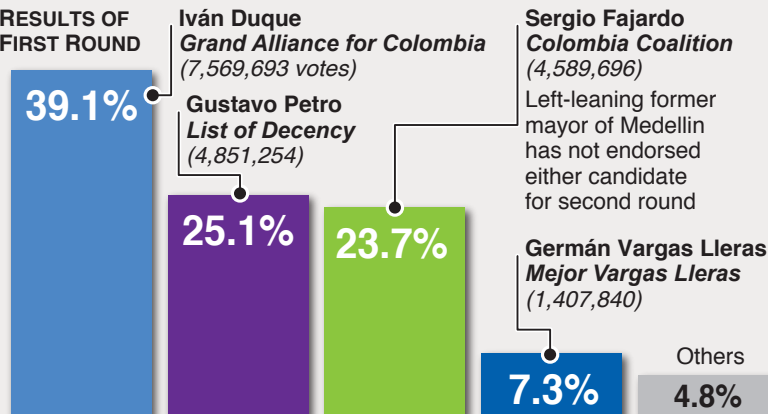 RESULTS OF
FIRST ROUND
39.1%
Iván Duque
Grand Alliance for Colombia
(7,569,693 votes)
Gustavo Petro
List of Decency
(4,851,254)
25.1%
Sergio Fajardo
Colombia Coalition
(4,589,696)
Left-leaning former
mayor of Medellin
has not endorsed
either candidate
for second round
23.7%
Germán Vargas Lleras
Mejor Vargas Lleras
(1,407,840)
7.3%
Others
4.8%